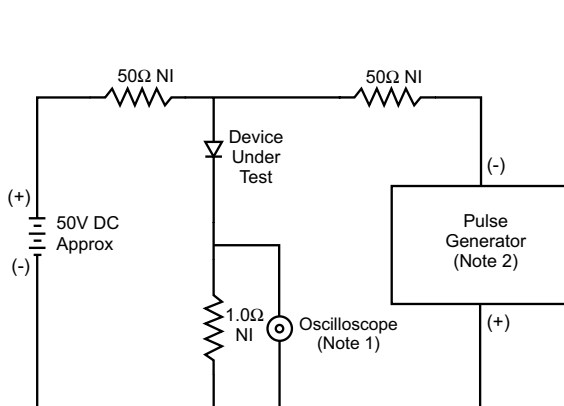 50Ω NI
50Ω NI
Device
Under
Test
(+)
50V DC
Approx
(-)
(-)
Pulse
Generator
(Note 2)
(+)
1.0Ω
NI
Oscilloscope
(Note 1)